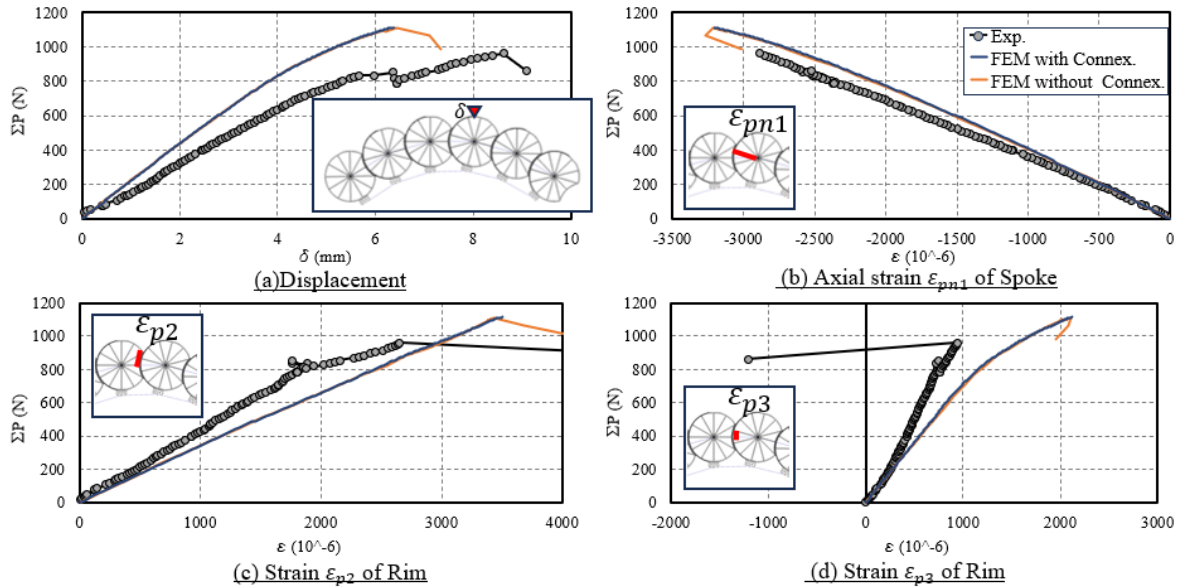 1200
1000
800
600
400
200
0
ΣP (N)
0 2 4 6 8 10
δ (mm)
δ
(a)Displacement
1200
1000
800
600
400
200
0
ΣP (N)
Exp.
FEM with Connex.
FEM without Connex.
εpn1
-3500 -3000 -2500 -2000 -1500 -1000 -500 0
ε (10^-6)
(b) Axial strain εpn1 of Spoke
1200
1000
800
600
400
200
0
ΣP (N)
εp2
0 1000 2000 3000 4000
ε (10^-6)
(c) Strain εp2 of Rim
1200
1000
800
600
400
200
0
ΣP (N)
εp3
-2000 -1000 0 1000 2000 3000
ε (10^-6)
(d) Strain εp3 of Rim